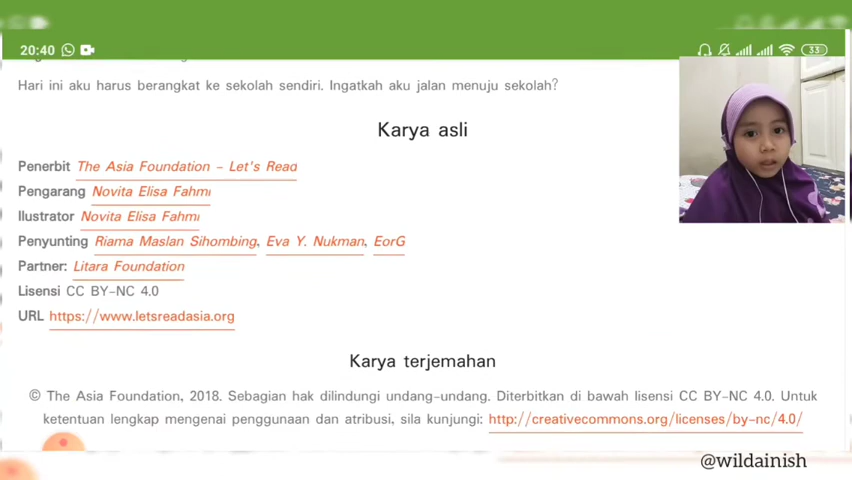 20:40
33
Hari ini aku harus berangkat ke sekolah sendiri. Ingatkah aku jalan menuju sekolah?
Karya asli
Penerbit The Asia Foundation - Let's Read
Pengarang Novita Elisa Fahmi
Ilustrator Novita Elisa Fahmi
Penyunting Riama Maslan Sihombing, Eva Y. Nukman, EorG
Partner: Litara Foundation
Lisensi CC BY-NC 4.0
URL https://www.letsreadasia.org
Karya terjemahan
© The Asia Foundation, 2018. Sebagian hak dilindungi undang-undang. Diterbitkan di bawah lisensi CC BY-NC 4.0. Untuk
ketentuan lengkap mengenai penggunaan dan atribusi, sila kunjungi: http://creativecommons.org/licenses/by-nc/4.0/
@wildainish